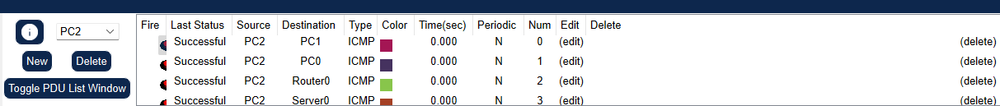 Fire Last Status Source Destination Type Color Time(sec) Periodic Num Edit Delete
PC2
Successful PC2 PC1 ICMP 0.000 N 0 (edit) (delete)
New Delete
Successful PC2 PC0 ICMP 0.000 N 1 (edit) (delete)
Toggle PDU List Window
Successful PC2 Router0 ICMP 0.000 N 2 (edit) (delete)
Successful PC2 Server0 ICMP 0.000 N 3 (edit) (delete)